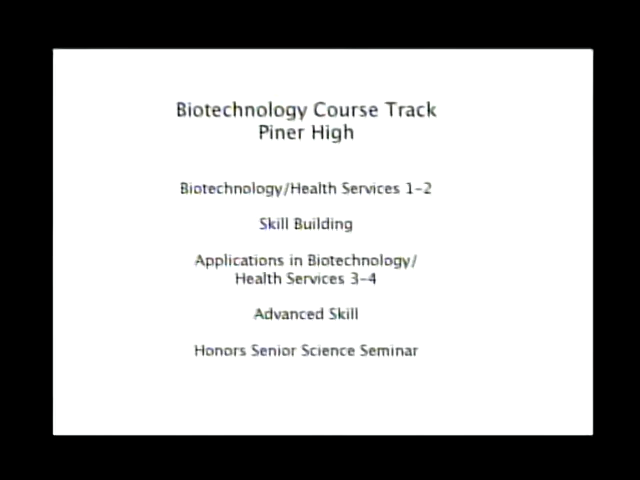 Biotechnology Course Track
Piner High
Biotechnology/Health Services 1-2
Skill Building
Applications in Biotechnology/
Health Services 3-4
Advanced Skill
Honors Senior Science Seminar